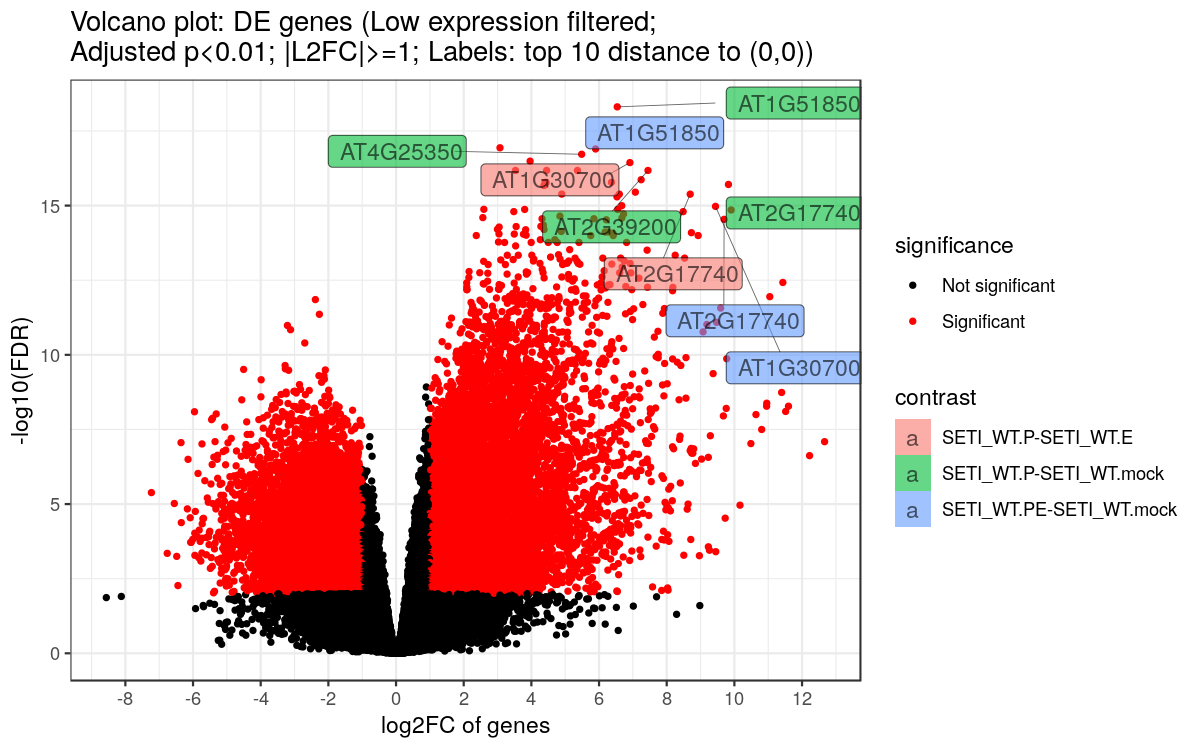 Volcano plot: DE genes (Low expression filtered;
Adjusted p<0.01; |L2FC|>=1; Labels: top 10 distance to (0,0))
AT1G51850
AT1G51850
AT4G25350
AT1G30700
AT2G17740
AT2G39200
AT2G17740
AT2G17740
AT1G30700
15
10
5
0
-log10(FDR)
-8 -6 -4 -2 0 2 4 6 8 10 12
log2FC of genes
significance
Not significant
Significant
contrast
a SETI_WT.P-SETI_WT.E
a SETI_WT.P-SETI_WT.mock
a SETI_WT.PE-SETI_WT.mock